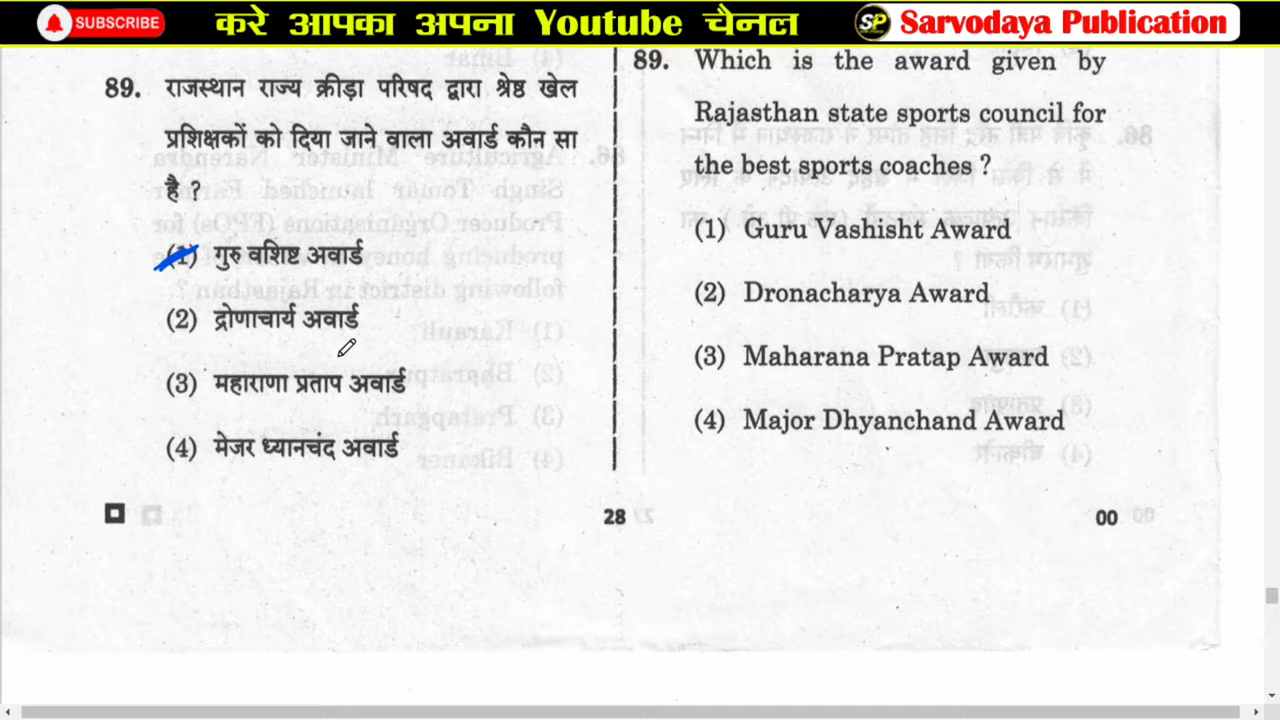 SUBSCRIBE
करे आपका अपना Youtube चैनल
SP
Sarvodaya Publication
89. राजस्थान राज्य क्रीड़ा परिषद द्वारा श्रेष्ठ खेल
प्रशिक्षकों को दिया जाने वाला अवार्ड कौन सा
है ?
(1) गुरु वशिष्ट अवार्ड
(2) द्रोणाचार्य अवार्ड
(3) महाराणा प्रताप अवार्ड
(4) मेजर ध्यानचंद अवार्ड
89. Which is the award given by
Rajasthan state sports council for
the best sports coaches ?
(1) Guru Vashisht Award
(2) Dronacharya Award
(3) Maharana Pratap Award
(4) Major Dhyanchand Award
28
00